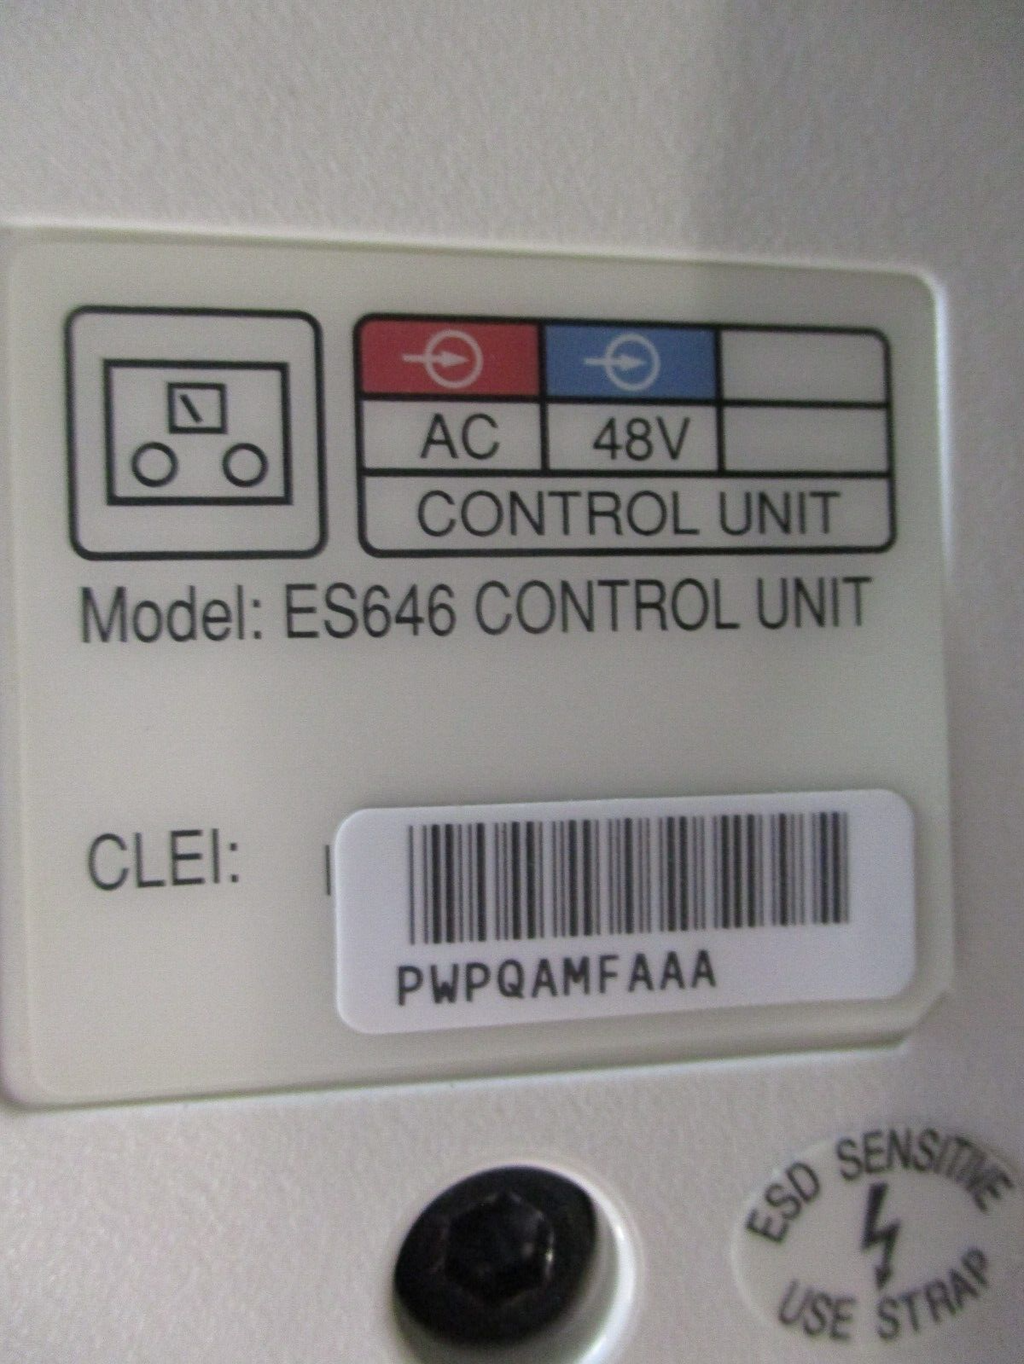 AC 48V
CONTROL UNIT
Model: ES646 CONTROL UNIT
CLEI:
PWPQAMFAAA
ESD SENSITIVE
USE STRAP